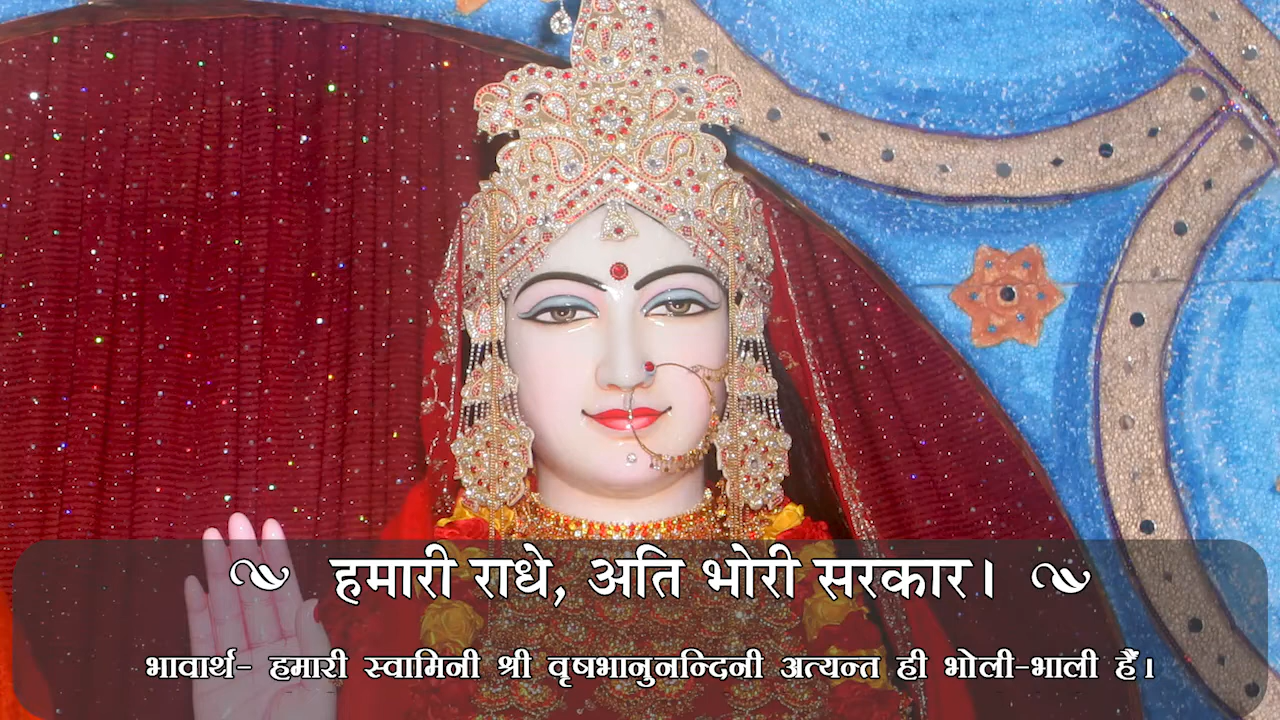 हमारी राधे, अति भोरी सरकार।
भावार्थ- हमारी स्वामिनी श्री वृषभानुनन्दिनी अत्यन्त ही भोली-भाली हैं।